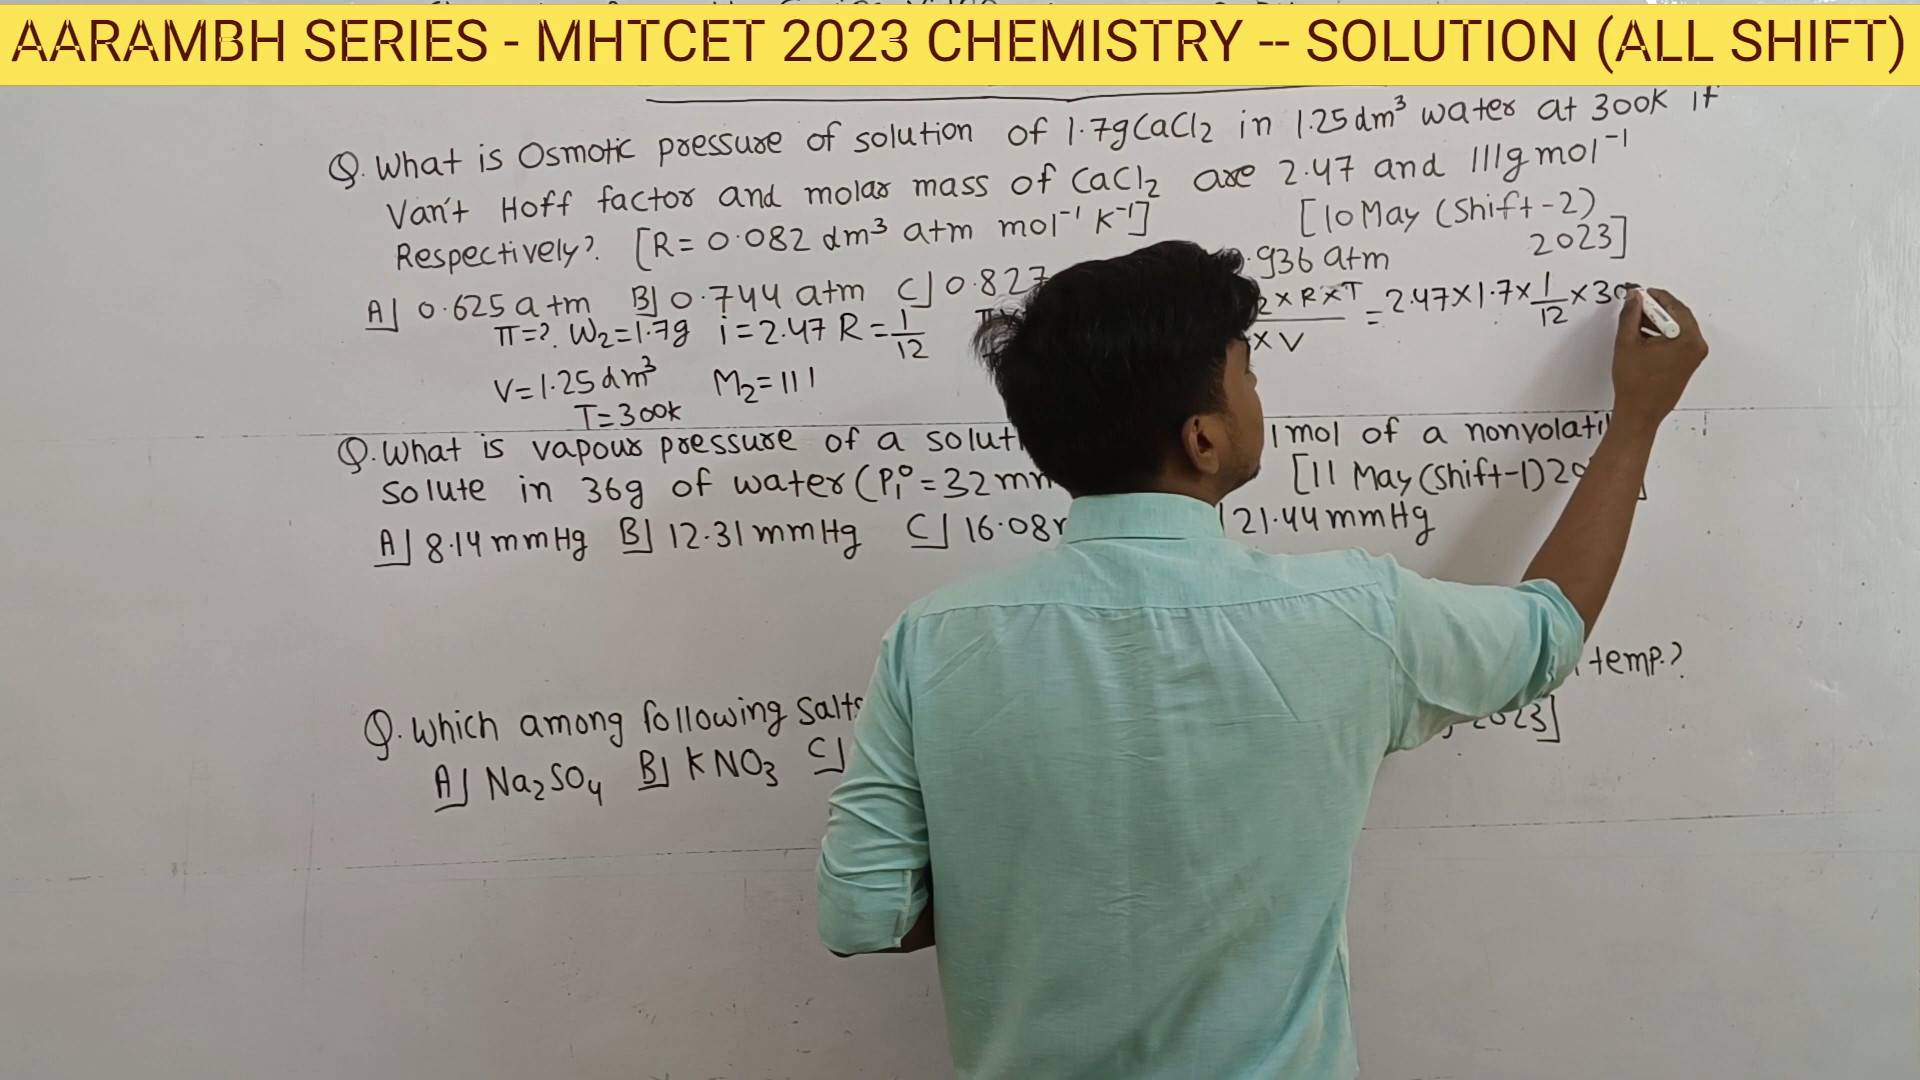 AARAMBH SERIES - MHTCET 2023 CHEMISTRY -- SOLUTION (ALL SHIFT)
Q. What is Osmotic pressure of solution of 1.7g CaCl₂ in 1.25 dm³ water at 300K if
Van't Hoff factor and molar mass of CaCl₂ are 2.47 and 111g mol⁻¹
Respectively? [R = 0.082 dm³ atm mol⁻¹ K⁻¹] [10 May (Shift-2)
2023]
A] 0.625 atm B] 0.744 atm C] 0.827 .936 atm
π=? W₂=1.7g i=2.47 R=1/12 ₂×R×T / ×V = 2.47×1.7×1/12×30
V=1.25 dm³ M₂=111
T=300K
Q. What is vapour pressure of a solut 1mol of a nonvolatil
solute in 36g of water (P₁°=32 mm [11 May (Shift-1) 20 ]
A] 8.14 mmHg B] 12.31 mmHg C] 16.08 21.44 mmHg
temp.?
Q. Which among following salts 2023]
A] Na₂SO₄ B] KNO₃ C]